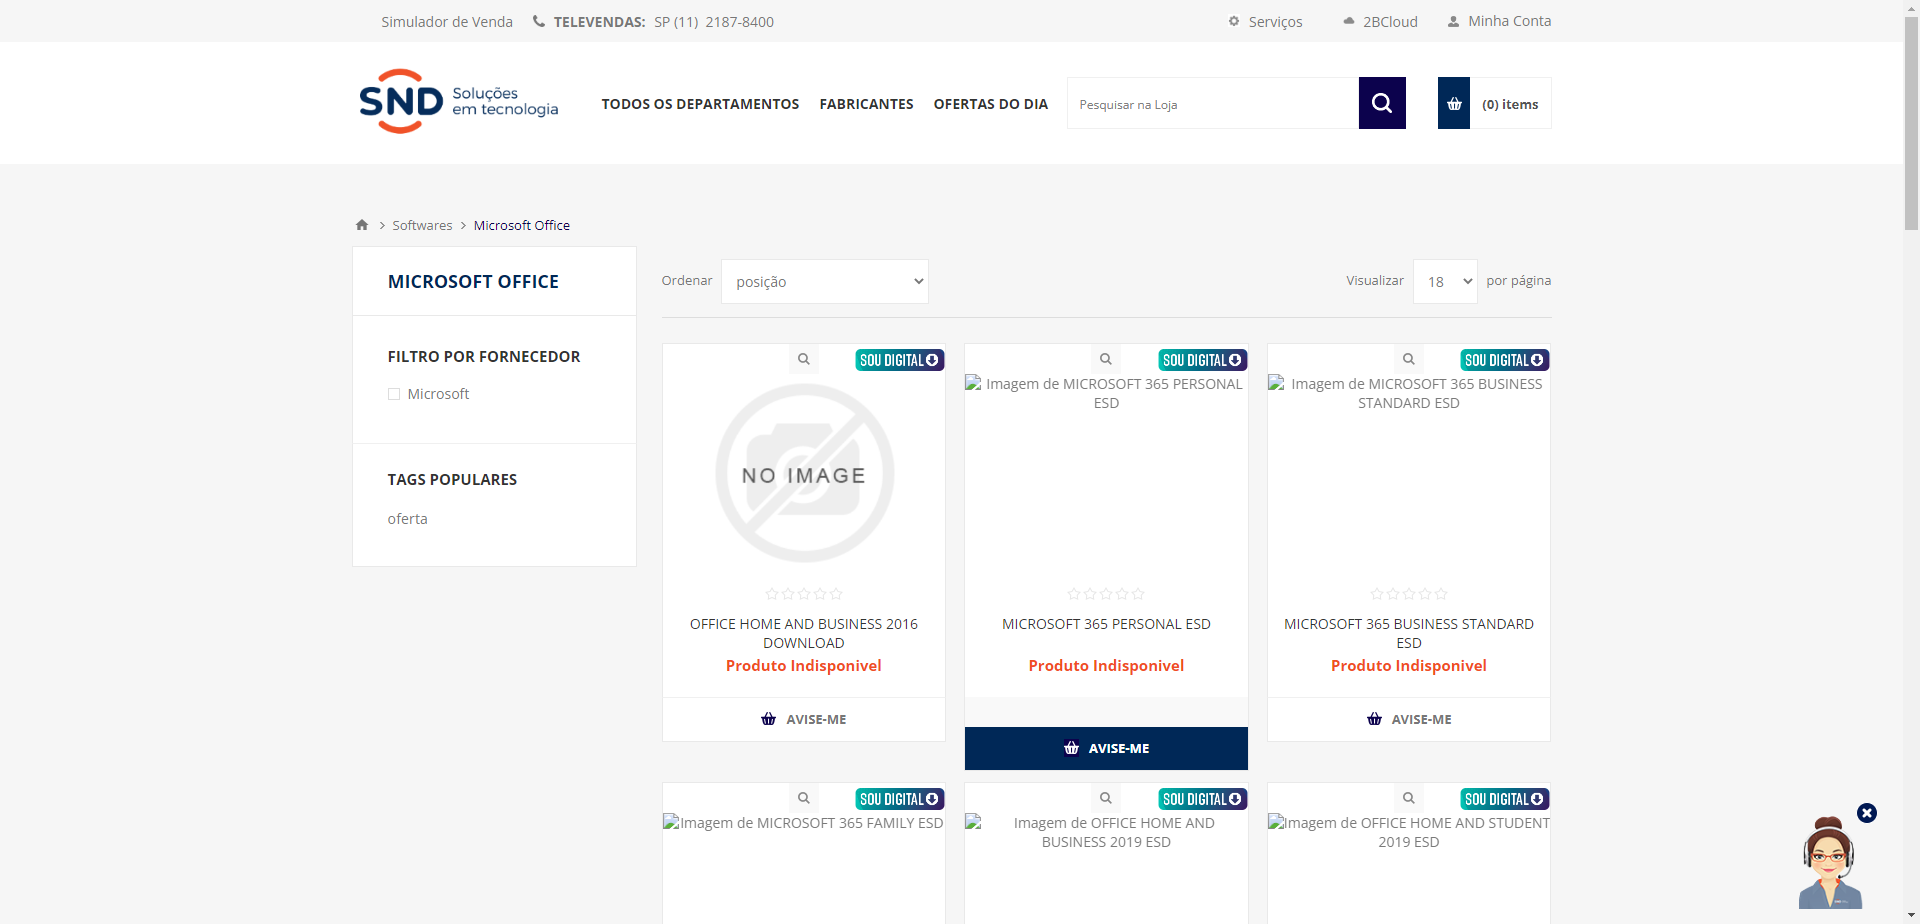 Simulador de Venda TELEVENDAS: SP (11) 2187-8400 Serviços 2BCloud Minha Conta
SND Soluções
em tecnologia
TODOS OS DEPARTAMENTOS FABRICANTES OFERTAS DO DIA Pesquisar na Loja (0) items
Softwares Microsoft Office
MICROSOFT OFFICE
FILTRO POR FORNECEDOR
Microsoft
TAGS POPULARES
oferta
Ordenar posição Visualizar 18 por página
SOU DIGITAL
NO IMAGE
OFFICE HOME AND BUSINESS 2016
DOWNLOAD
Produto Indisponivel
AVISE-ME
SOU DIGITAL
Imagem de MICROSOFT 365 PERSONAL
ESD
MICROSOFT 365 PERSONAL ESD
Produto Indisponivel
AVISE-ME
SOU DIGITAL
Imagem de MICROSOFT 365 BUSINESS
STANDARD ESD
MICROSOFT 365 BUSINESS STANDARD
ESD
Produto Indisponivel
AVISE-ME
SOU DIGITAL
Imagem de MICROSOFT 365 FAMILY ESD
SOU DIGITAL
Imagem de OFFICE HOME AND
BUSINESS 2019 ESD
SOU DIGITAL
Imagem de OFFICE HOME AND STUDENT
2019 ESD